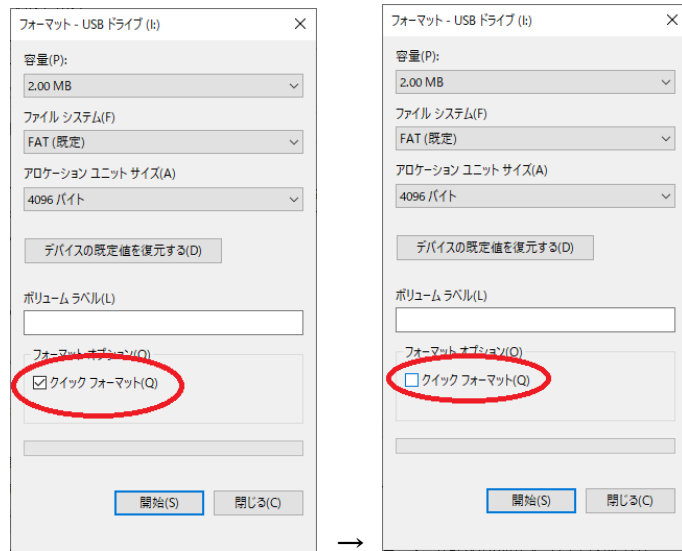 フォーマット - USB ドライブ (I:)
容量(P):
2.00 MB
ファイル システム(F)
FAT (既定)
アロケーション ユニット サイズ(A)
4096 バイト
デバイスの既定値を復元する(D)
ボリューム ラベル(L)
フォーマット オプション(O)
クイック フォーマット(Q)
開始(S)
閉じる(C)
→
フォーマット - USB ドライブ (I:)
容量(P):
2.00 MB
ファイル システム(F)
FAT (既定)
アロケーション ユニット サイズ(A)
4096 バイト
デバイスの既定値を復元する(D)
ボリューム ラベル(L)
フォーマット オプション(O)
クイック フォーマット(Q)
開始(S)
閉じる(C)